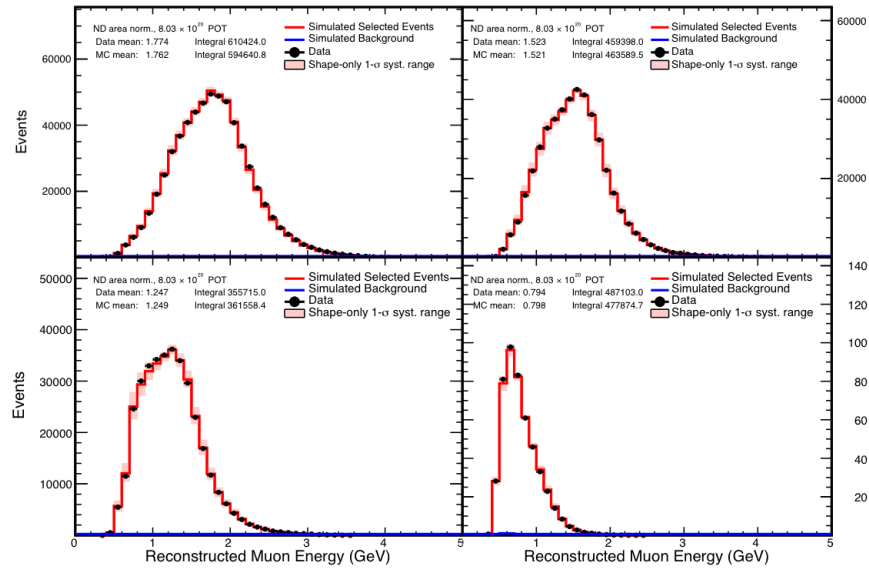 ND area norm., 8.03 × 10²⁰ POT
Data mean: 1.774 Integral 610424.0
MC mean: 1.762 Integral 594640.8
Simulated Selected Events
Simulated Background
Data
Shape-only 1-σ syst. range
60000
40000
20000
Events
ND area norm., 8.03 × 10²⁰ POT
Data mean: 1.523 Integral 459398.0
MC mean: 1.521 Integral 463589.5
Simulated Selected Events
Simulated Background
Data
Shape-only 1-σ syst. range
60000
40000
20000
ND area norm., 8.03 × 10²⁰ POT
Data mean: 1.247 Integral 355715.0
MC mean: 1.249 Integral 361558.4
Simulated Selected Events
Simulated Background
Data
Shape-only 1-σ syst. range
50000
40000
30000
20000
10000
Events
0 1 2 3 4 5
Reconstructed Muon Energy (GeV)
ND area norm., 8.03 × 10²⁰ POT
Data mean: 0.794 Integral 487103.0
MC mean: 0.798 Integral 477874.7
Simulated Selected Events
Simulated Background
Data
Shape-only 1-σ syst. range
140
120
100
80
60
40
20
1 2 3 4 5
Reconstructed Muon Energy (GeV)